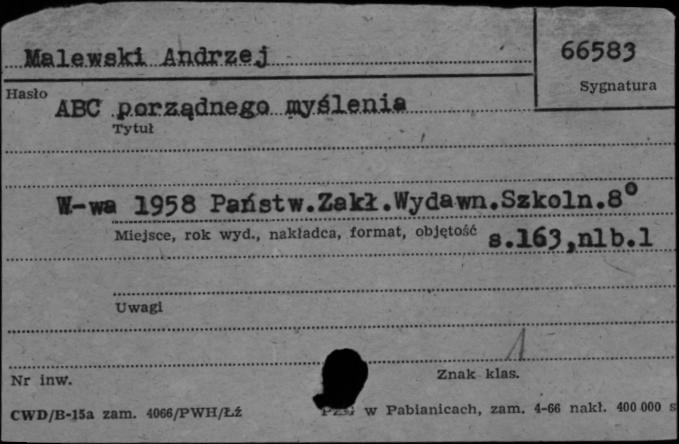 Malewski Andrzej
66583
Sygnatura
Hasło
ABC porządnego myślenia
Tytuł
W-wa 1958 Państw.Zakł.Wydawn.Szkoln.8°
Miejsce, rok wyd., nakładca, format, objętość s.163,nlb.1
Uwagi
1
Nr inw.
Znak klas.
CWD/B-15a zam. 4066/PWH/Łź
w Pabianicach, zam. 4-66 nakł. 400 000 s